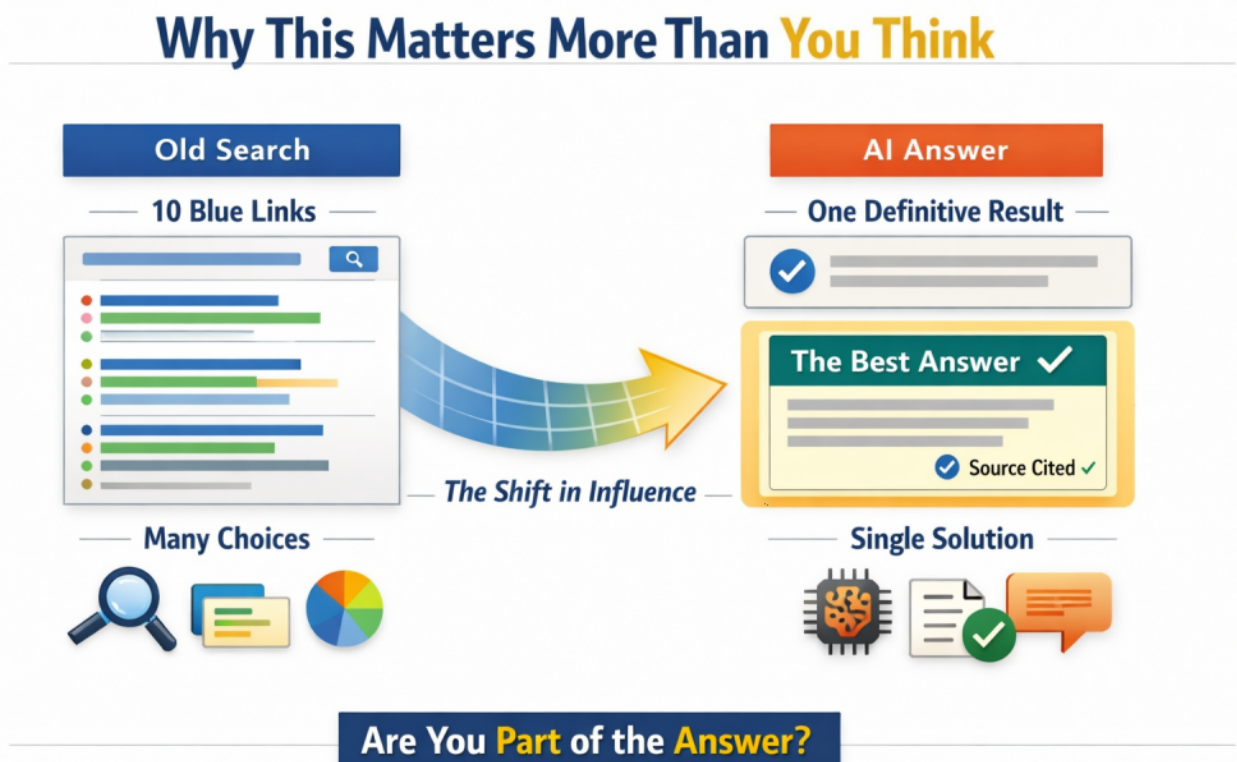 Why This Matters More Than You Think
Old Search
10 Blue Links
Many Choices
The Shift in Influence
AI Answer
One Definitive Result
The Best Answer
Source Cited
Single Solution
Are You Part of the Answer?